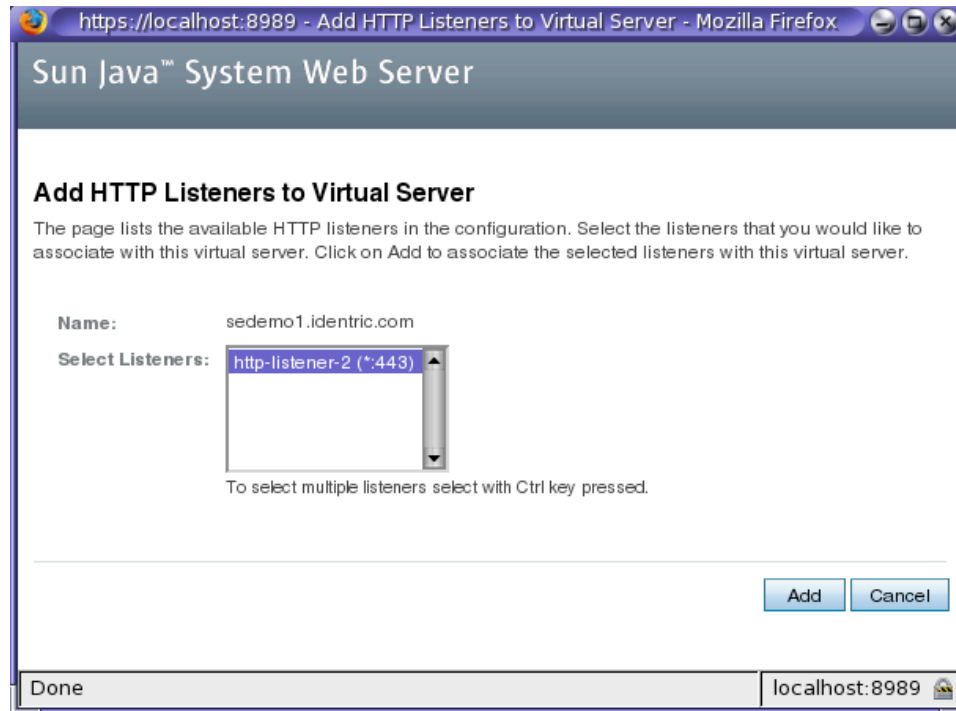 https://localhost:8989 - Add HTTP Listeners to Virtual Server - Mozilla Firefox
Sun Java™ System Web Server
Add HTTP Listeners to Virtual Server
The page lists the available HTTP listeners in the configuration. Select the listeners that you would like to
associate with this virtual server. Click on Add to associate the selected listeners with this virtual server.
Name: sedemo1.identric.com
Select Listeners: http-listener-2 (*:443)
To select multiple listeners select with Ctrl key pressed.
Add Cancel
Done localhost:8989